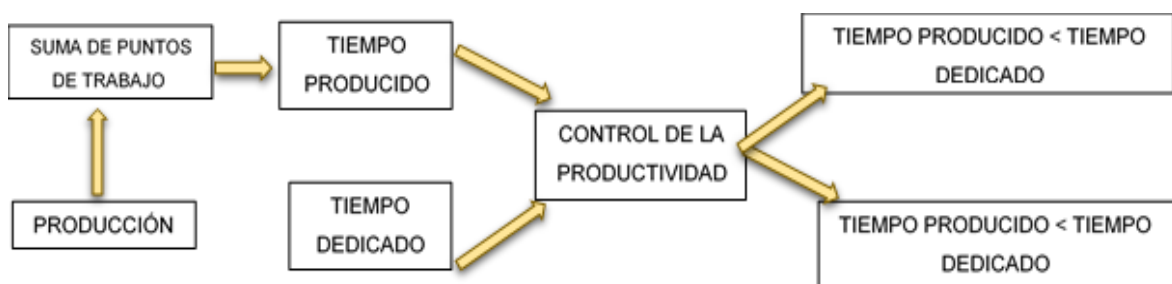 SUMA DE PUNTOS
DE TRABAJO
TIEMPO
PRODUCIDO
TIEMPO PRODUCIDO < TIEMPO
DEDICADO
CONTROL DE LA
PRODUCTIVIDAD
PRODUCCIÓN
TIEMPO
DEDICADO
TIEMPO PRODUCIDO < TIEMPO
DEDICADO